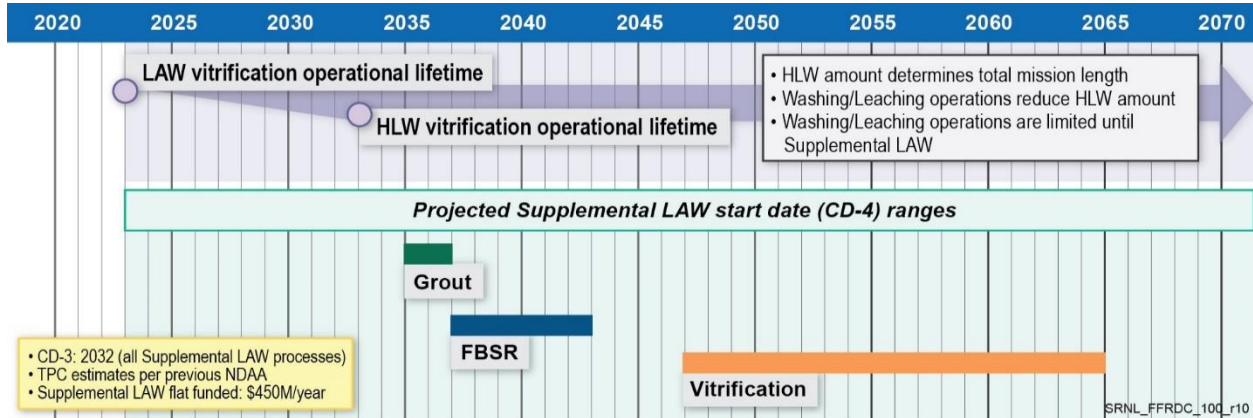 2020 2025 2030 2035 2040 2045 2050 2055 2060 2065 2070
LAW vitrification operational lifetime
HLW vitrification operational lifetime
• HLW amount determines total mission length
• Washing/Leaching operations reduce HLW amount
• Washing/Leaching operations are limited until
Supplemental LAW
Projected Supplemental LAW start date (CD-4) ranges
Grout
FBSR
Vitrification
• CD-3: 2032 (all Supplemental LAW processes)
• TPC estimates per previous NDAA
• Supplemental LAW flat funded: $450M/year
SRNL_FFRDC_100_r10